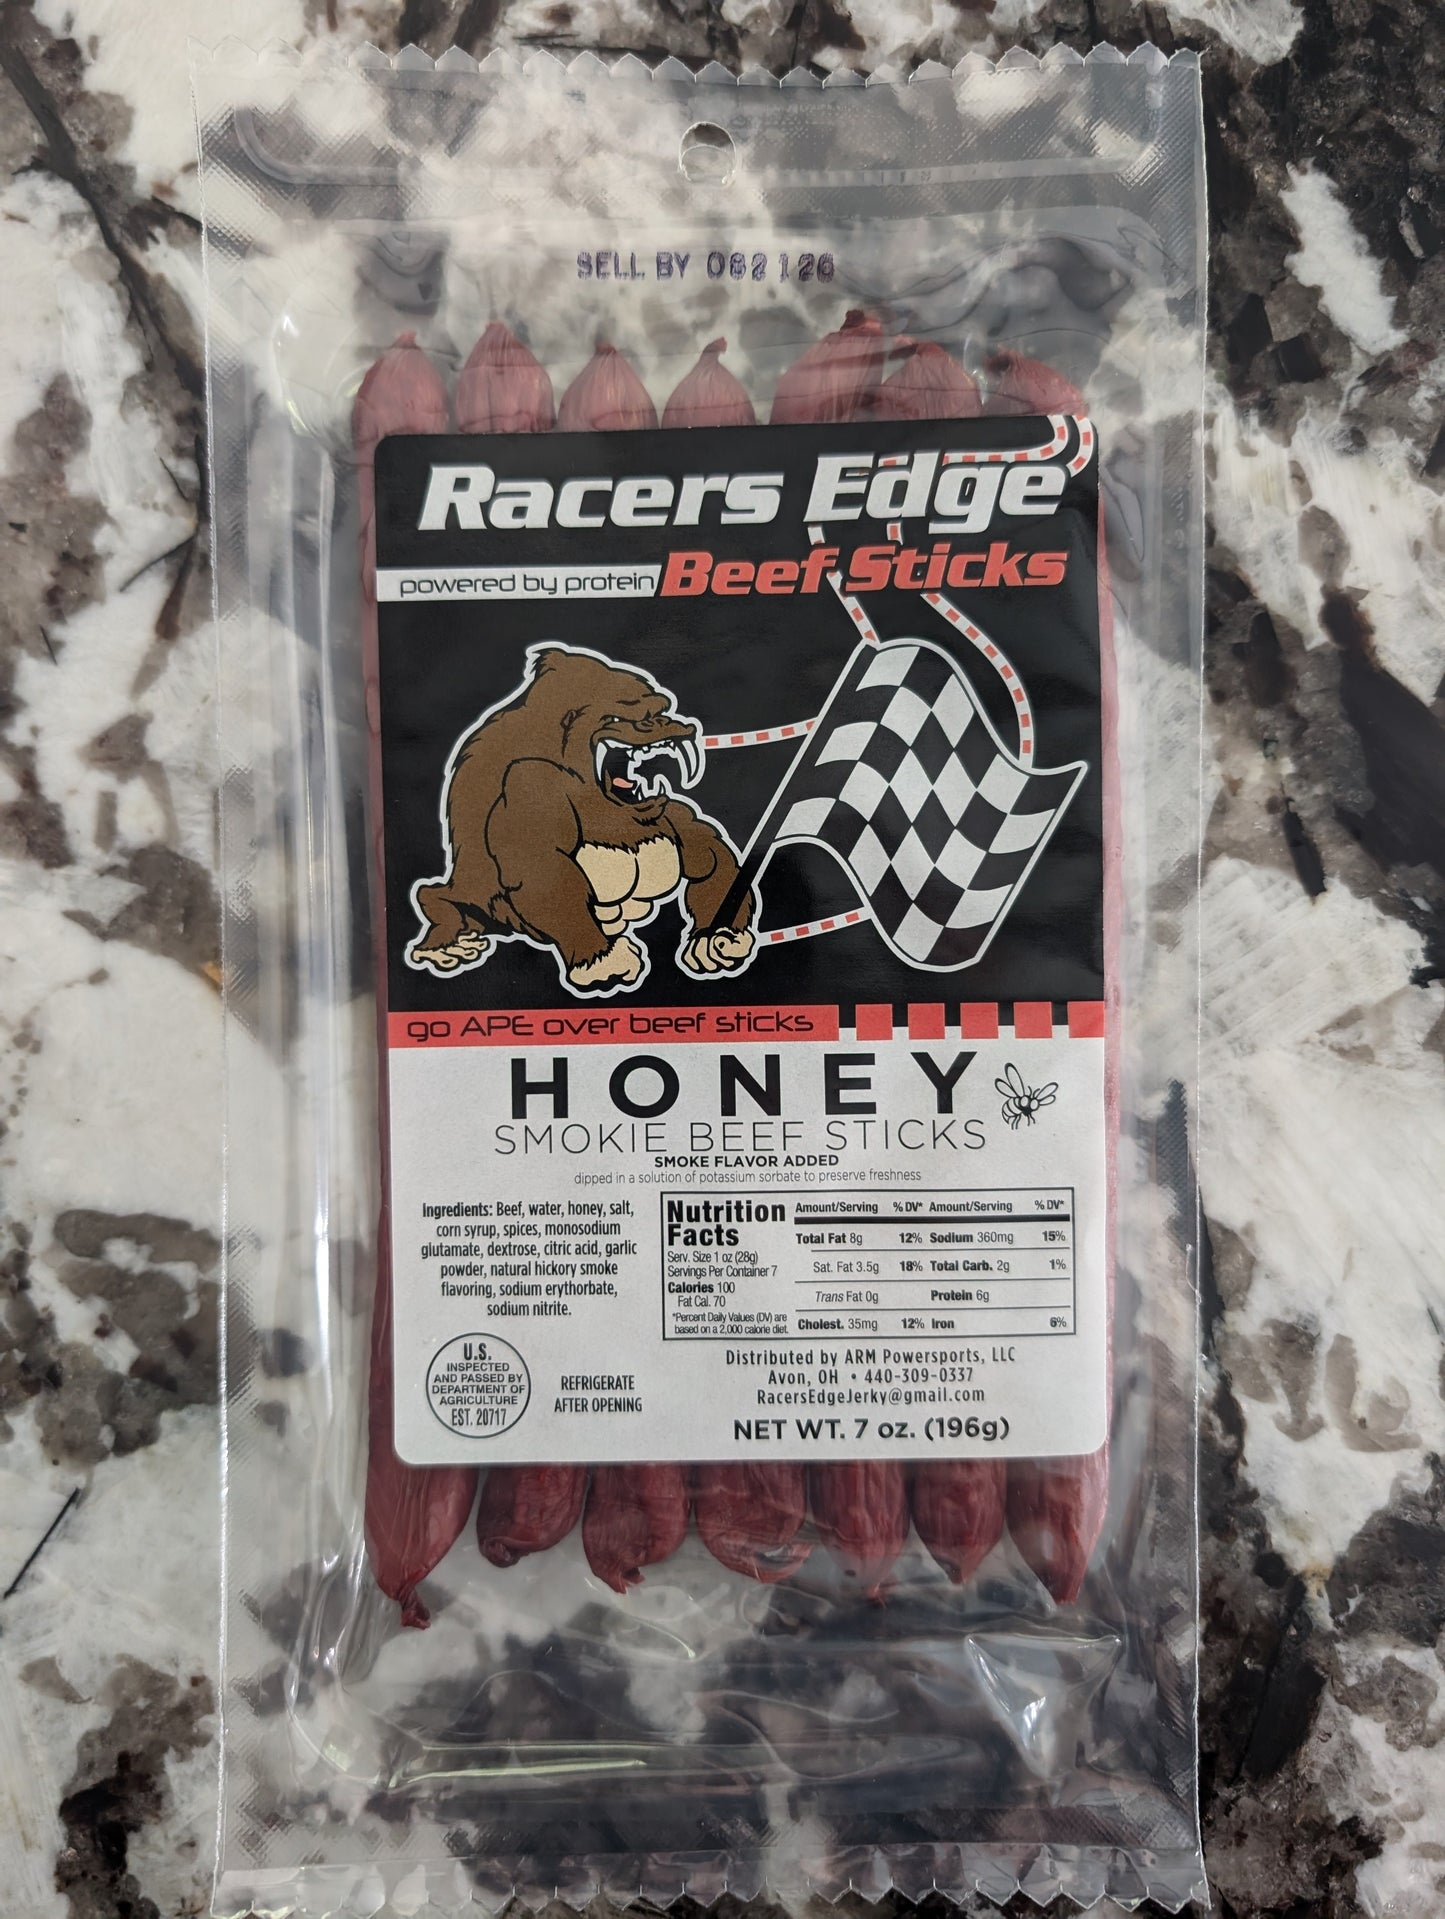 SELL BY 082126
Racers Edge
powered by protein Beef Sticks
go APE over beef sticks
HONEY
SMOKIE BEEF STICKS
SMOKE FLAVOR ADDED
dipped in a solution of potassium sorbate to preserve freshness
Ingredients: Beef, water, honey, salt,
corn syrup, spices, monosodium
glutamate, dextrose, citric acid, garlic
powder, natural hickory smoke
flavoring, sodium erythorbate,
sodium nitrite.
Nutrition
Facts
Serv. Size 1 oz (28g)
Servings Per Container 7
Calories 100
Fat Cal. 70
*Percent Daily Values (DV) are
based on a 2,000 calorie diet.
Amount/Serving % DV* Amount/Serving % DV*
Total Fat 8g 12% Sodium 360mg 15%
Sat. Fat 3.5g 18% Total Carb. 2g 1%
Trans Fat 0g Protein 6g
Cholest. 35mg 12% Iron 6%
U.S.
INSPECTED
AND PASSED BY
DEPARTMENT OF
AGRICULTURE
EST. 20717
REFRIGERATE
AFTER OPENING
Distributed by ARM Powersports, LLC
Avon, OH • 440-309-0337
RacersEdgeJerky@gmail.com
NET WT. 7 oz. (196g)